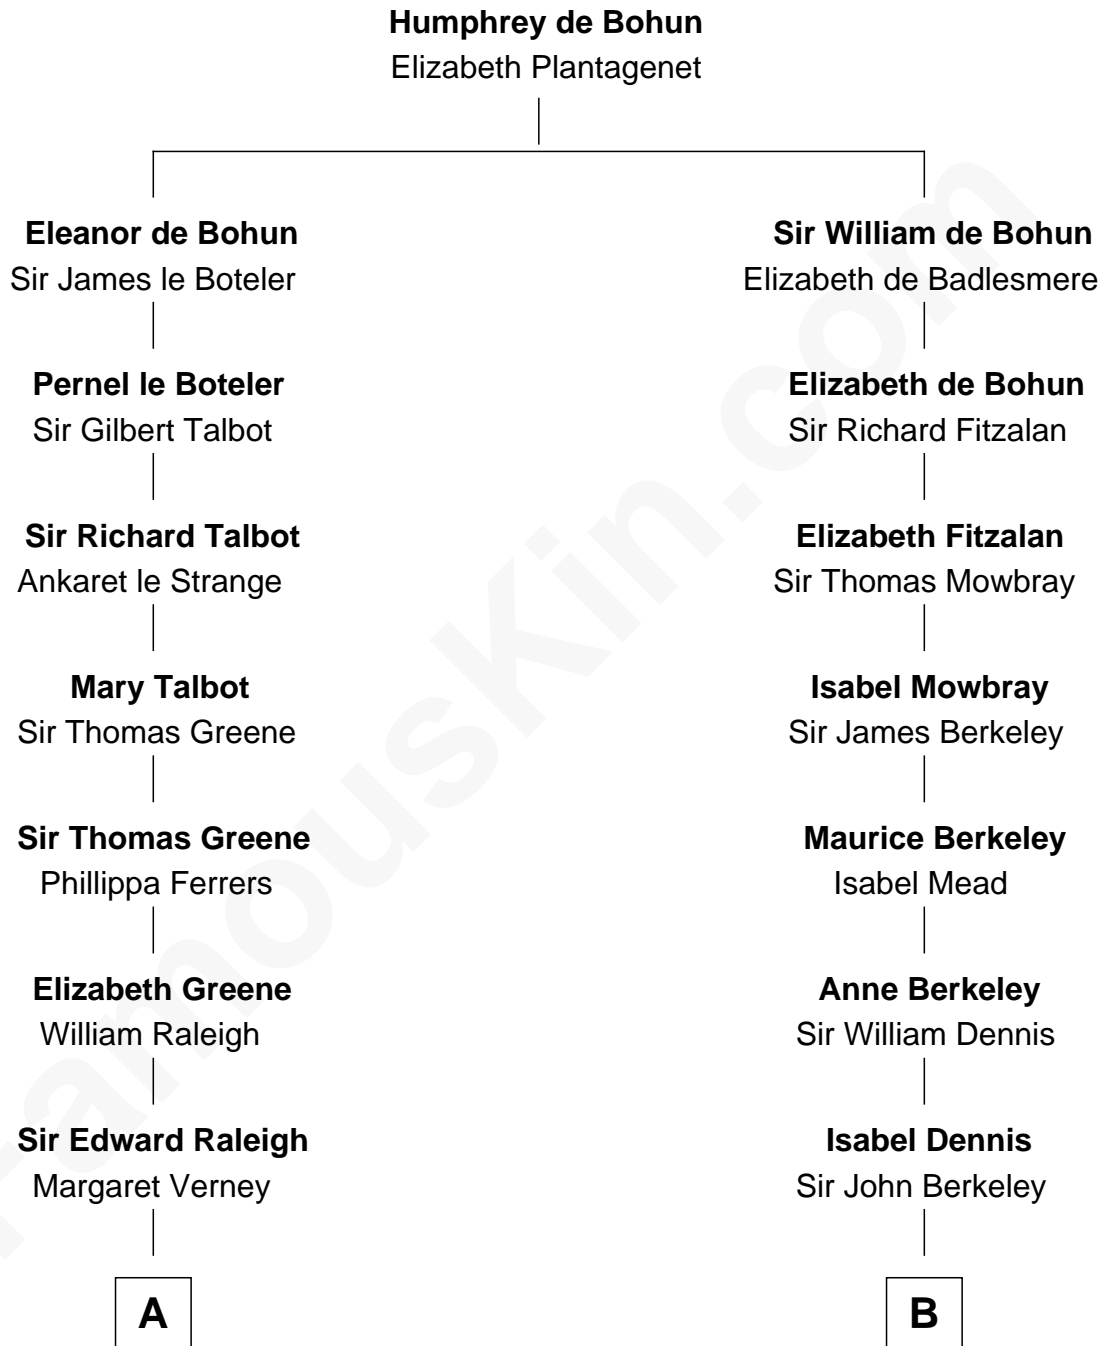 Humphrey de Bohun
Elizabeth Plantagenet
Eleanor de Bohun
Sir James le Boteler
Pernel le Boteler
Sir Gilbert Talbot
Sir Richard Talbot
Ankaret le Strange
Mary Talbot
Sir Thomas Greene
Sir Thomas Greene
Phillippa Ferrers
Elizabeth Greene
William Raleigh
Sir Edward Raleigh
Margaret Verney
A
Sir William de Bohun
Elizabeth de Badlesmere
Elizabeth de Bohun
Sir Richard Fitzalan
Elizabeth Fitzalan
Sir Thomas Mowbray
Isabel Mowbray
Sir James Berkeley
Maurice Berkeley
Isabel Mead
Anne Berkeley
Sir William Dennis
Isabel Dennis
Sir John Berkeley
B
FamousKin.com